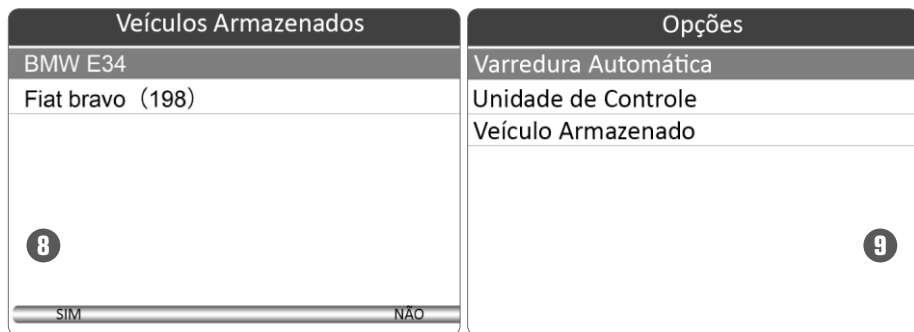 Veículos Armazenados
BMW E34
Fiat bravo（198）
8
SIM NÃO
Opções
Varredura Automática
Unidade de Controle
Veículo Armazenado
9